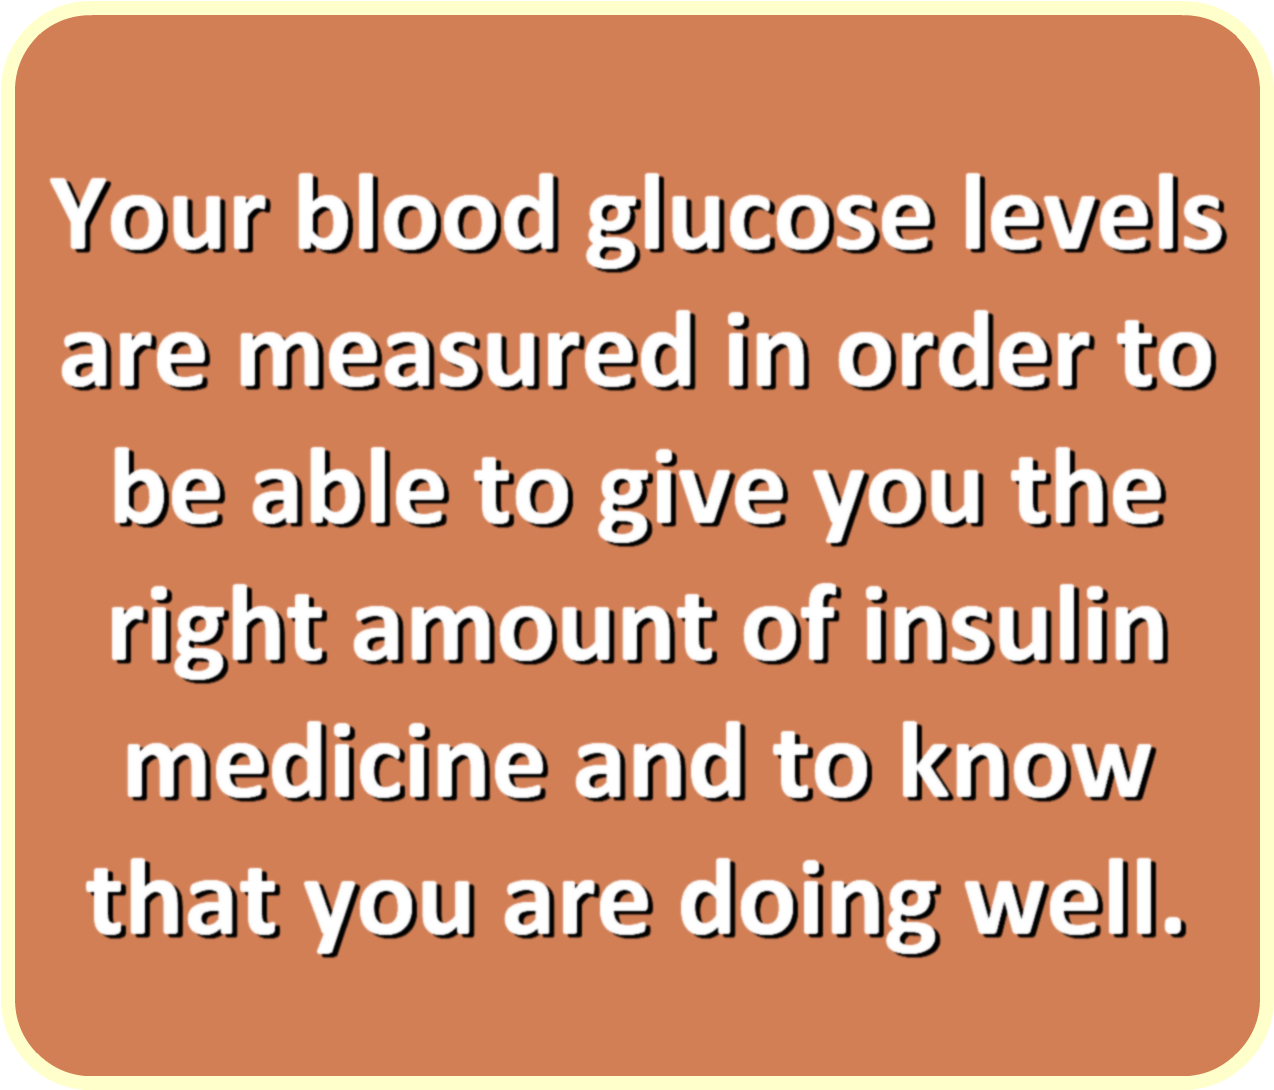 Your blood glucose levels
are measured in order to
be able to give you the
right amount of insulin
medicine and to know
that you are doing well.